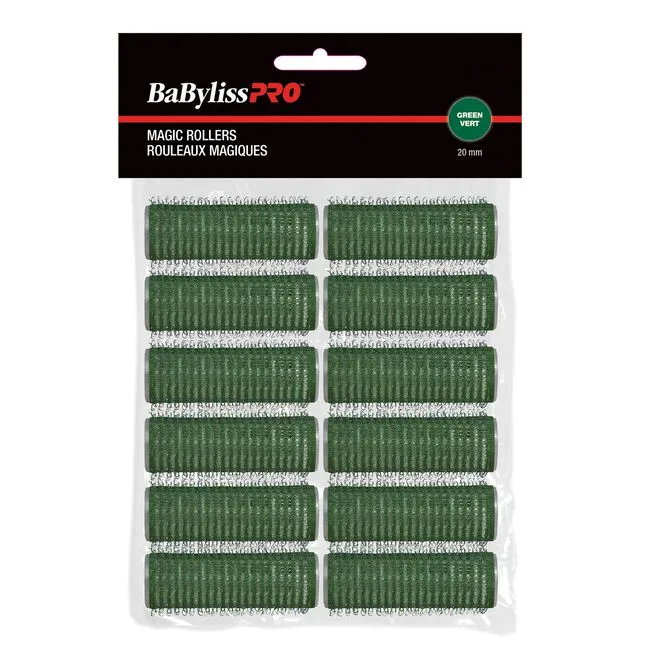 BaBylissPRO™
MAGIC ROLLERS
ROULEAUX MAGIQUES
GREEN
VERT
20 mm